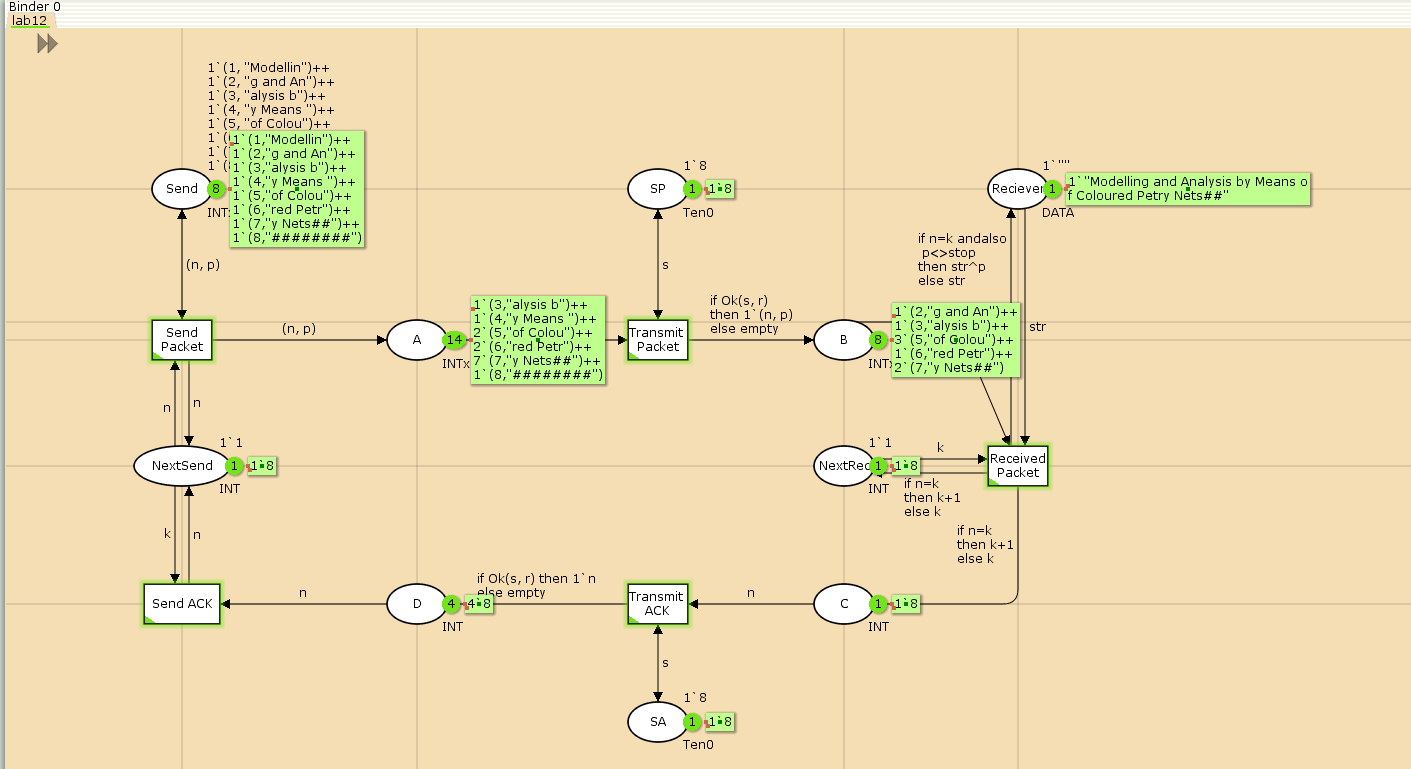 Binder 0
lab12
1`(1, "Modellin")++
1`(2, "g and An")++
1`(3, "alysis b")++
1`(4, "y Means ")++
1`(5, "of Colou")++
1`(
1`(
1`(
1`(1,"Modellin")++
1`(2,"g and An")++
1`(3,"alysis b")++
1`(4,"y Means ")++
1`(5,"of Colou")++
1`(6,"red Petr")++
1`(7,"y Nets##")++
1`(8,"########")
Send
8
INTx
(n, p)
1`8
SP
1
1`8
Ten0
s
1`""
Reciever
1
1`"Modelling and Analysis by Means o
f Coloured Petry Nets##"
DATA
if n=k andalso
p<>stop
then str^p
else str
str
Send
Packet
(n, p)
A
14
1`(3,"alysis b")++
1`(4,"y Means ")++
2`(5,"of Colou")++
2`(6,"red Petr")++
7`(7,"y Nets##")++
1`(8,"########")
INTx
Transmit
Packet
if Ok(s, r)
then 1`(n, p)
else empty
B
8
1`(2,"g and An")++
1`(3,"alysis b")++
3`(5,"of Colou")++
1`(6,"red Petr")++
2`(7,"y Nets##")
INTx
n
n
NextSend
1`1
1
1`8
INT
NextRec
1`1
1
1`8
INT
k
Received
Packet
if n=k
then k+1
else k
if n=k
then k+1
else k
k
n
Send ACK
n
D
4
4`8
INT
if Ok(s, r) then 1`n
else empty
Transmit
ACK
n
C
1
1`8
INT
s
1`8
SA
1
1`8
Ten0